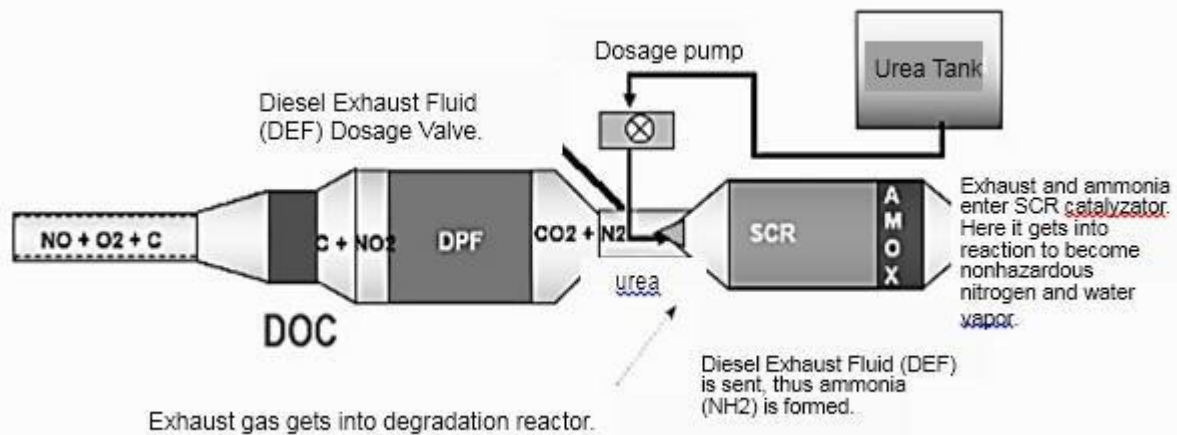 Dosage pump
Urea Tank
Diesel Exhaust Fluid
(DEF) Dosage Valve.
NO + O2 + C
C + NO2
DPF
CO2 + N2
SCR
AMOX
DOC
urea
Exhaust and ammonia
enter SCR catalyzator.
Here it gets into
reaction to become
nonhazardous
nitrogen and water
vapor.
Diesel Exhaust Fluid (DEF)
is sent, thus ammonia
(NH2) is formed.
Exhaust gas gets into degradation reactor.